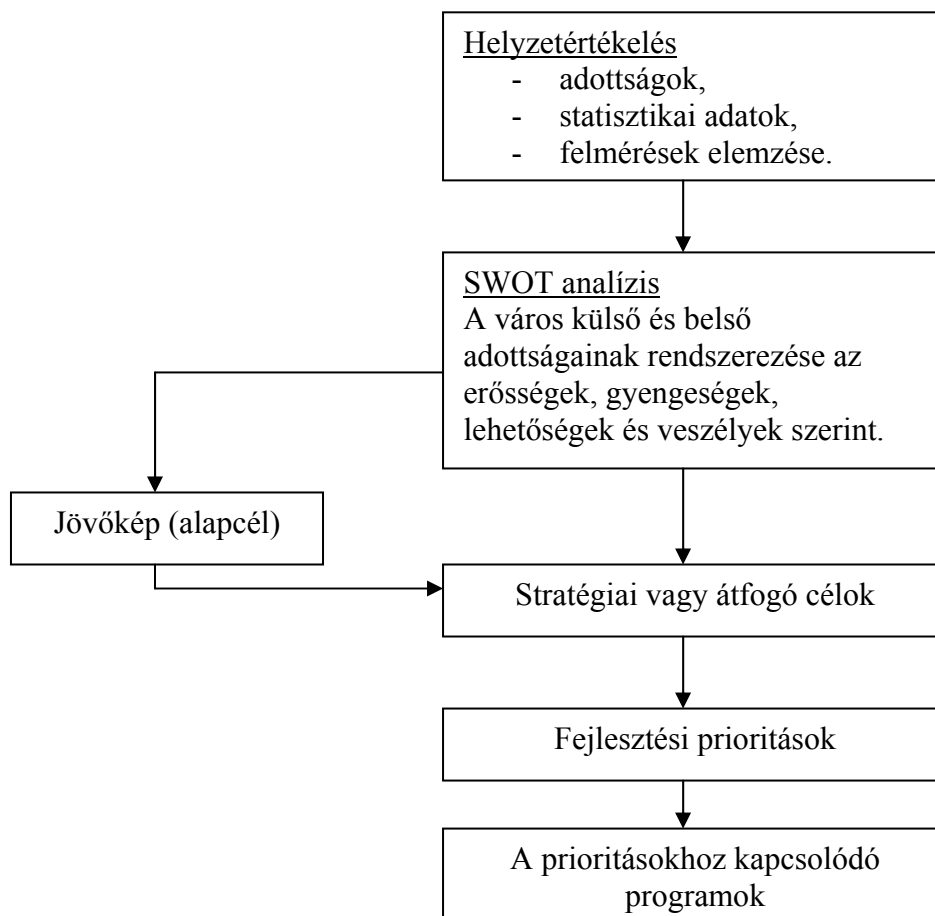 Helyzetértékelés
- adottságok,
- statisztikai adatok,
- felmérések elemzése.
SWOT analízis
A város külső és belső
adottságainak rendszerezése az
erősségek, gyengeségek,
lehetőségek és veszélyek szerint.
Jövőkép (alapcél)
Stratégiai vagy átfogó célok
Fejlesztési prioritások
A prioritásokhoz kapcsolódó
programok